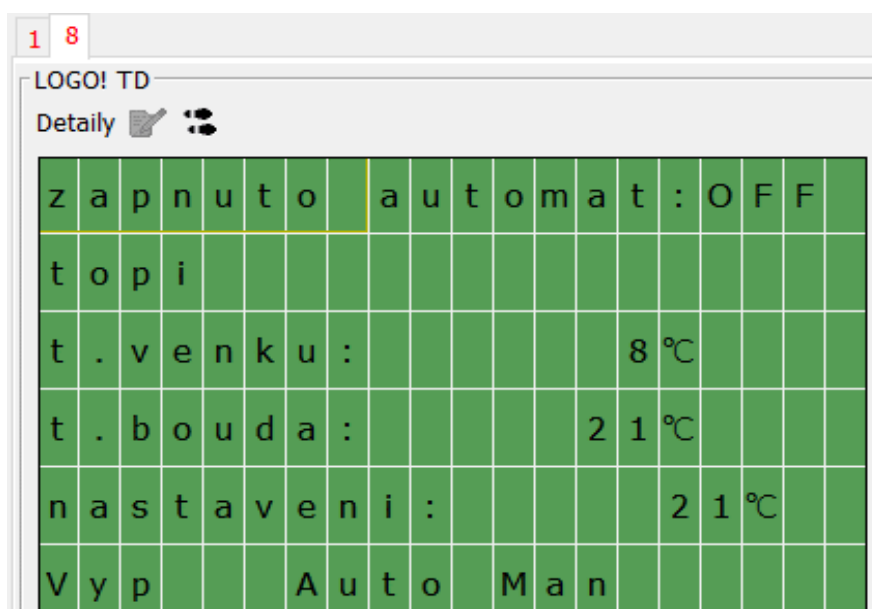 1 8
LOGO! TD
Detaily
zapnuto automat:OFF
topi
t.venku: 8℃
t.bouda: 21℃
nastaveni: 21℃
Vyp Auto Man